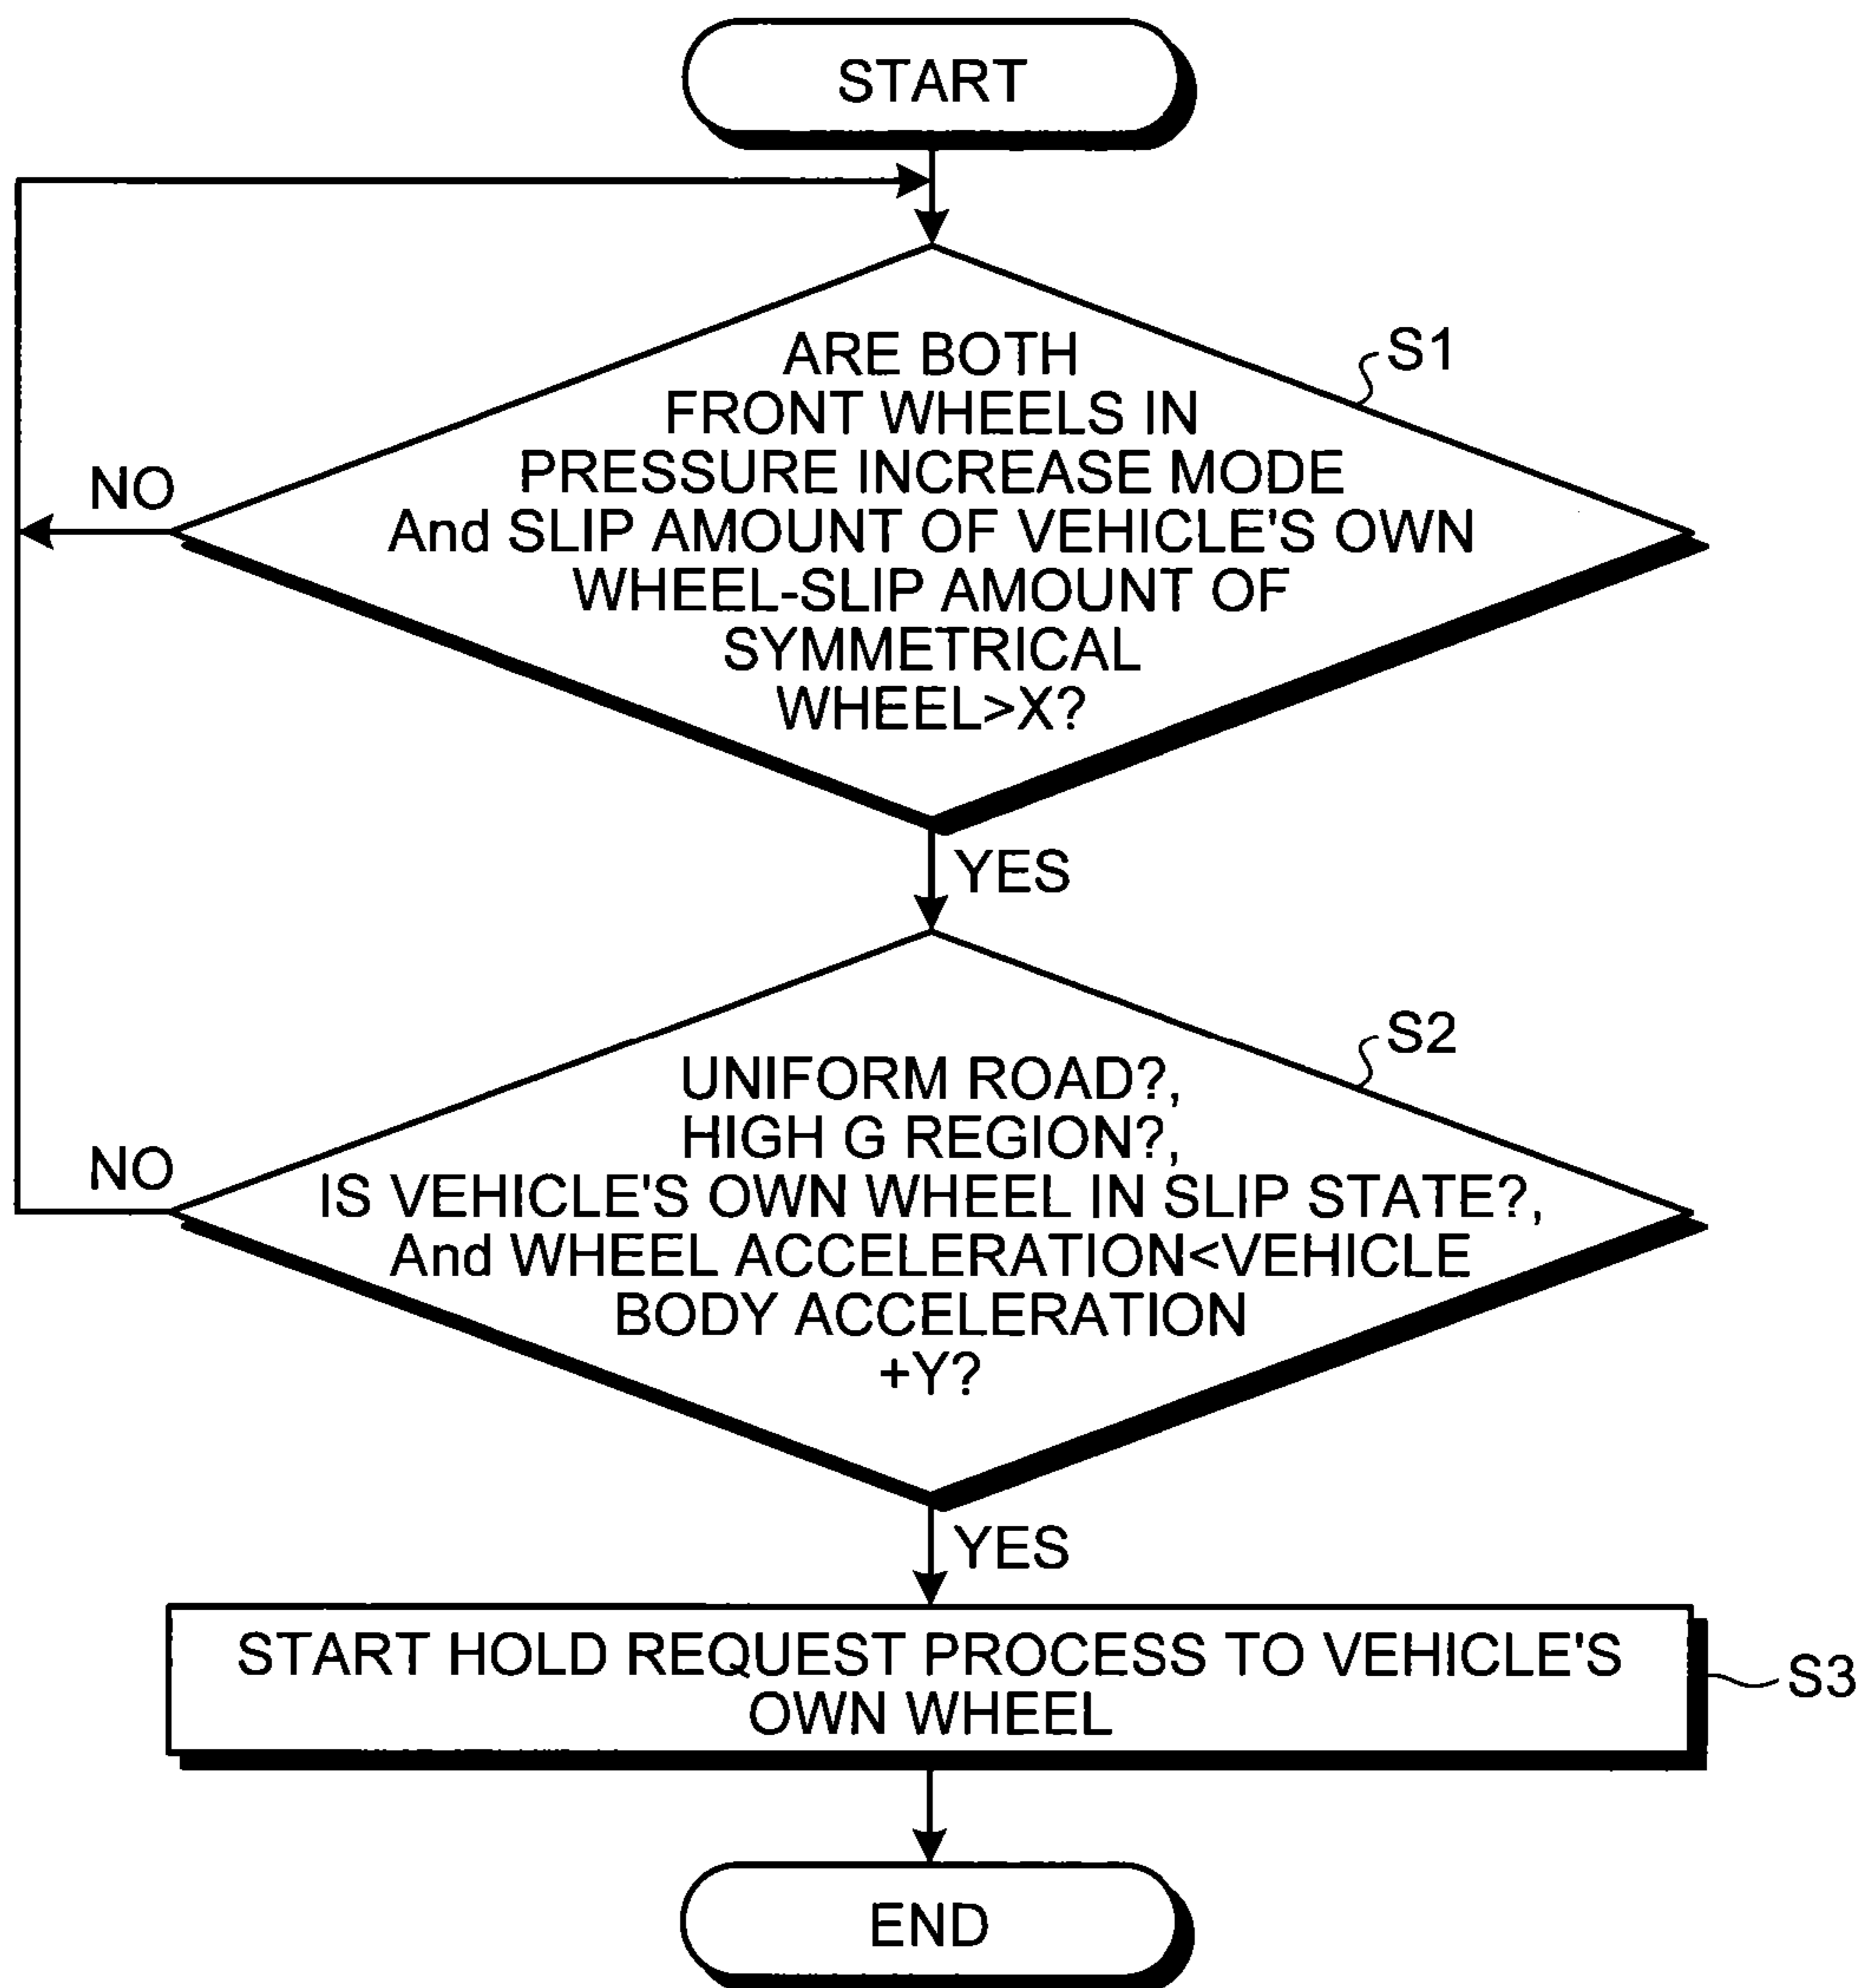 START
ARE BOTH
FRONT WHEELS IN
PRESSURE INCREASE MODE
And SLIP AMOUNT OF VEHICLE'S OWN
WHEEL-SLIP AMOUNT OF
SYMMETRICAL
WHEEL>X?
S1
NO
YES
UNIFORM ROAD?,
HIGH G REGION?,
IS VEHICLE'S OWN WHEEL IN SLIP STATE?,
And WHEEL ACCELERATION<VEHICLE
BODY ACCELERATION
+Y?
S2
NO
YES
START HOLD REQUEST PROCESS TO VEHICLE'S
OWN WHEEL
S3
END